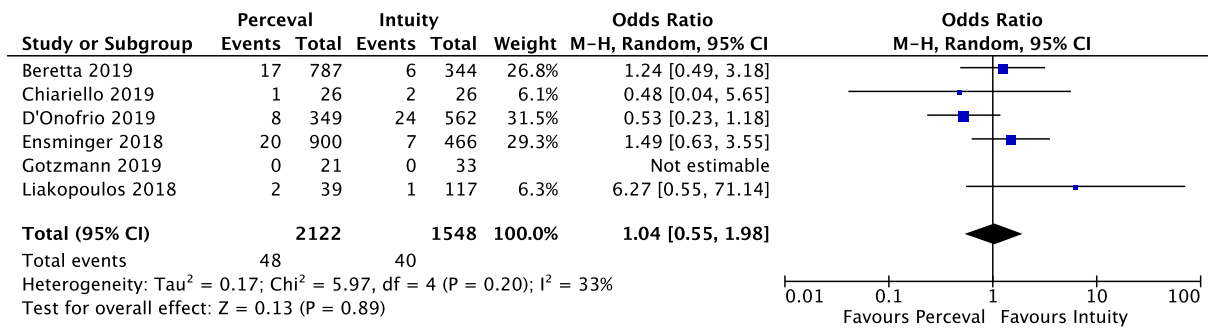 Perceval Intuity Odds Ratio Odds Ratio
Study or Subgroup Events Total Events Total Weight M-H, Random, 95% CI M-H, Random, 95% CI
Beretta 2019 17 787 6 344 26.8% 1.24 [0.49, 3.18]
Chiariello 2019 1 26 2 26 6.1% 0.48 [0.04, 5.65]
D'Onofrio 2019 8 349 24 562 31.5% 0.53 [0.23, 1.18]
Ensminger 2018 20 900 7 466 29.3% 1.49 [0.63, 3.55]
Gotzmann 2019 0 21 0 33 Not estimable
Liakopoulos 2018 2 39 1 117 6.3% 6.27 [0.55, 71.14]
Total (95% CI) 2122 1548 100.0% 1.04 [0.55, 1.98]
Total events 48 40
Heterogeneity: Tau² = 0.17; Chi² = 5.97, df = 4 (P = 0.20); I² = 33%
Test for overall effect: Z = 0.13 (P = 0.89)
0.01 0.1 1 10 100
Favours Perceval Favours Intuity